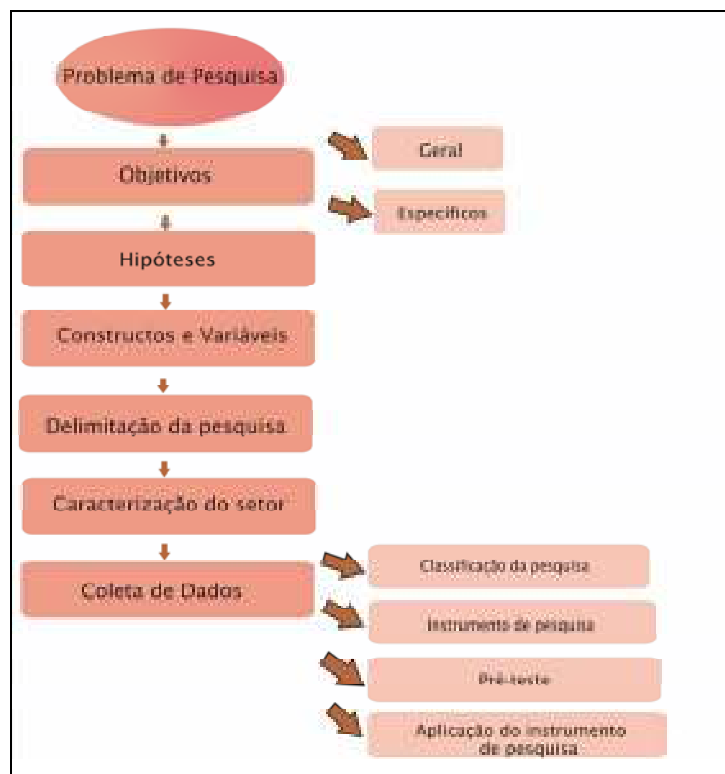 Problema de Pesquisa
Objetivos
Geral
Específicos
Hipóteses
Constructos e Variáveis
Delimitação da pesquisa
Caracterização do setor
Coleta de Dados
Classificação da pesquisa
Instrumento de pesquisa
Pré-teste
Aplicação do instrumento
de pesquisa